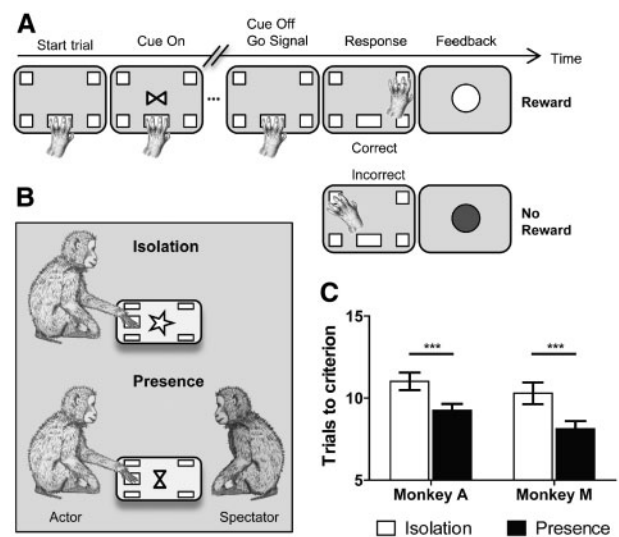 A
Start trial
Cue On
Cue Off
Go Signal
Response
Feedback
Time
...
Reward
Correct
Incorrect
No
Reward
B
Isolation
Presence
Actor
Spectator
C
Trials to criterion
15
10
5
***
***
Monkey A
Monkey M
Isolation
Presence